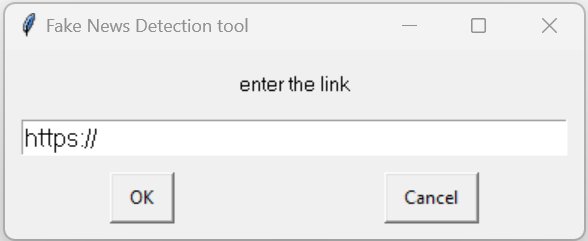 Fake News Detection tool
enter the link
https://
OK
Cancel